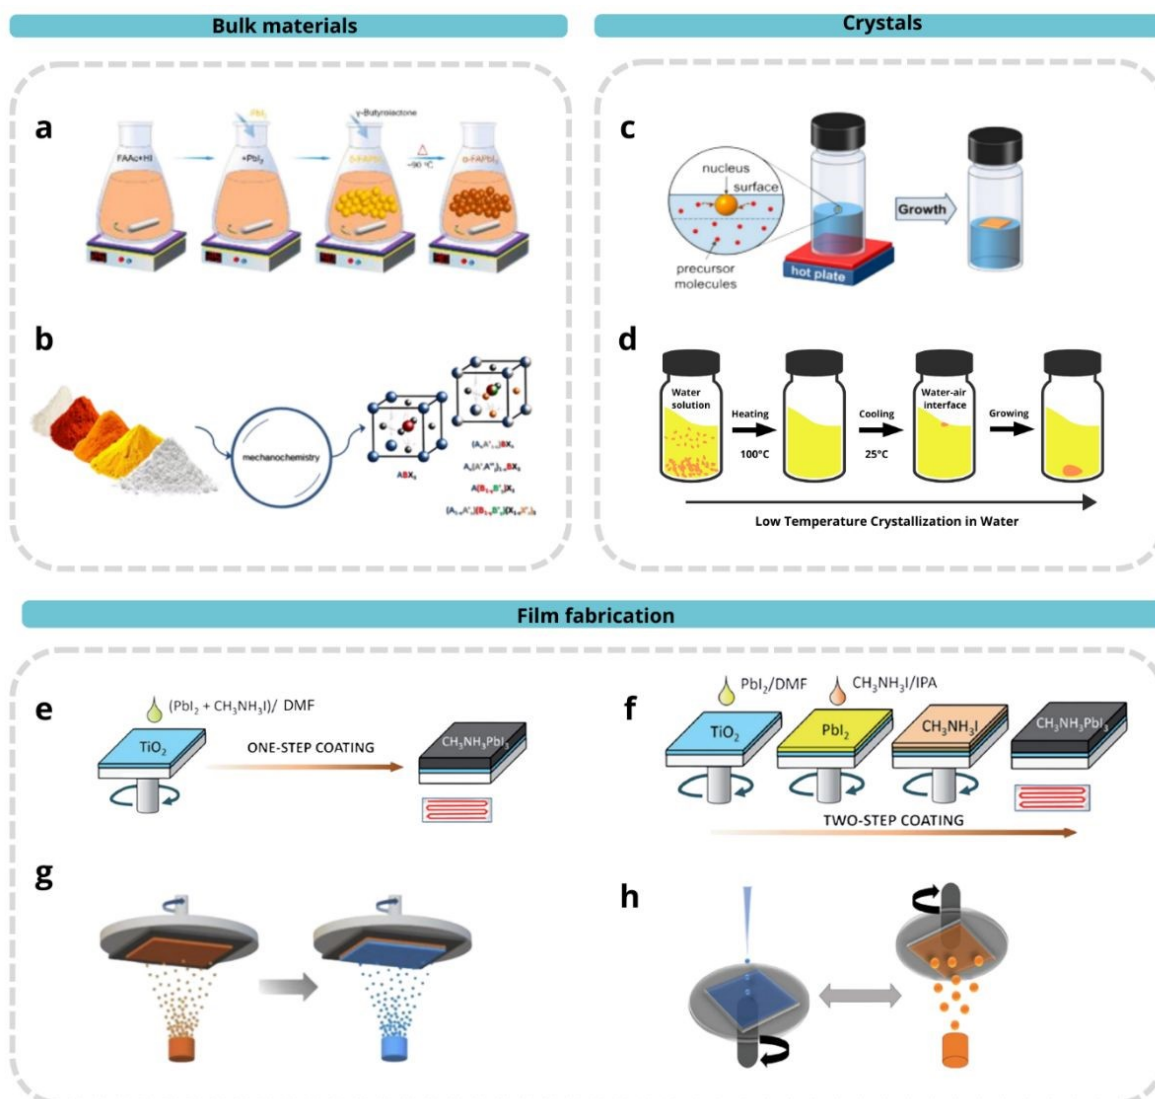 Bulk materials
Crystals
a
FAAc+HI
+PbI₂
γ-Butyrolactone
~90 °C
α-FAPbI₃
b
mechanochemistry
ABX₃
c
nucleus
surface
precursor
molecules
hot plate
Growth
d
Water
solution
Heating
100°C
Cooling
25°C
Water-air
interface
Growing
Low Temperature Crystallization in Water
Film fabrication
e
(PbI₂ + CH₃NH₃I)/ DMF
TiO₂
ONE-STEP COATING
CH₃NH₃PbI₃
f
PbI₂/DMF
CH₃NH₃I/IPA
TiO₂
PbI₂
CH₃NH₃I
CH₃NH₃PbI₃
TWO-STEP COATING
g
h